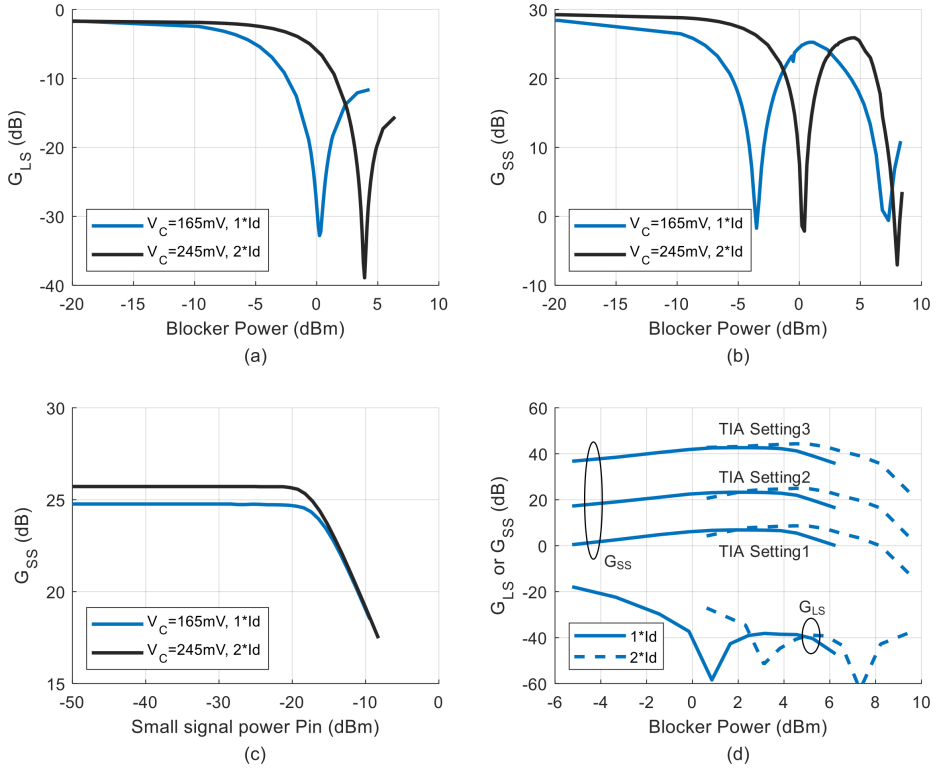 0
-10
-20
-30
-40
G_LS (dB)
V_C=165mV, 1*Id
V_C=245mV, 2*Id
-20 -15 -10 -5 0 5 10
Blocker Power (dBm)
(a)
30
20
10
0
-10
G_SS (dB)
V_C=165mV, 1*Id
V_C=245mV, 2*Id
-20 -15 -10 -5 0 5 10
Blocker Power (dBm)
(b)
30
25
20
15
G_SS (dB)
V_C=165mV, 1*Id
V_C=245mV, 2*Id
-50 -40 -30 -20 -10 0
Small signal power Pin (dBm)
(c)
60
40
20
0
-20
-40
-60
G_LS or G_SS (dB)
TIA Setting3
TIA Setting2
TIA Setting1
G_SS
G_LS
1*Id
2*Id
-6 -4 -2 0 2 4 6 8 10
Blocker Power (dBm)
(d)